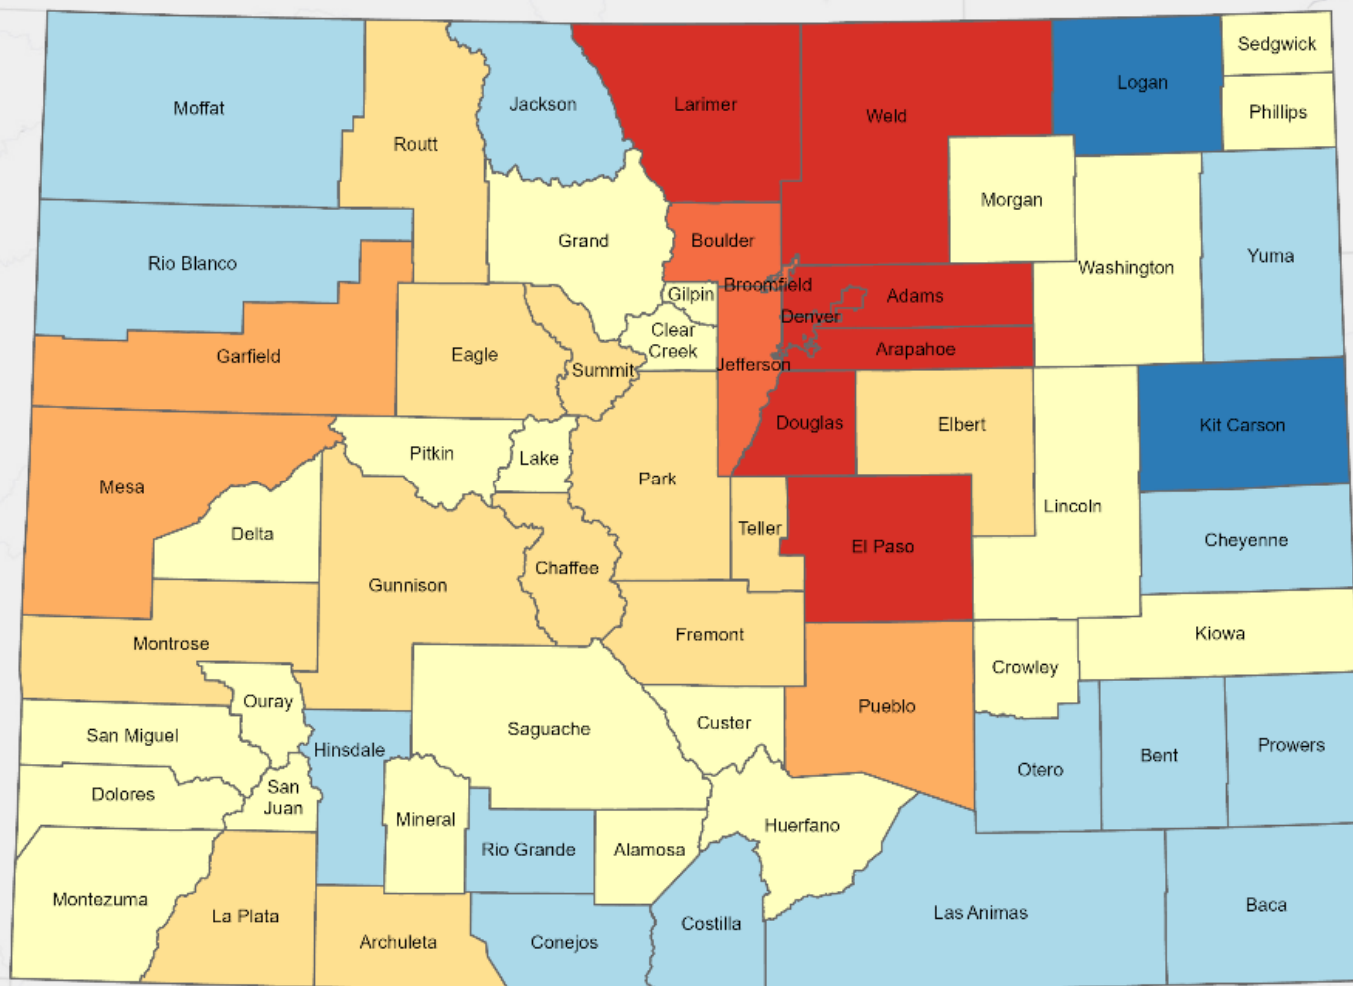 Sedgwick
Logan
Moffat
Jackson
Larimer
Phillips
Weld
Routt
Morgan
Grand
Boulder
Yuma
Rio Blanco
Washington
Broomfield
Gilpin
Adams
Denver
Clear
Creek
Arapahoe
Eagle
Garfield
Jefferson
Summit
Douglas
Elbert
Kit Carson
Pitkin
Lake
Park
Mesa
Lincoln
Teller
Delta
Cheyenne
El Paso
Chaffee
Gunnison
Kiowa
Fremont
Montrose
Crowley
Ouray
Pueblo
Custer
Saguache
San Miguel
Prowers
Hinsdale
Bent
Otero
San
Juan
Dolores
Mineral
Huerfano
Rio Grande
Alamosa
Montezuma
Baca
Las Animas
La Plata
Costilla
Archuleta
Conejos